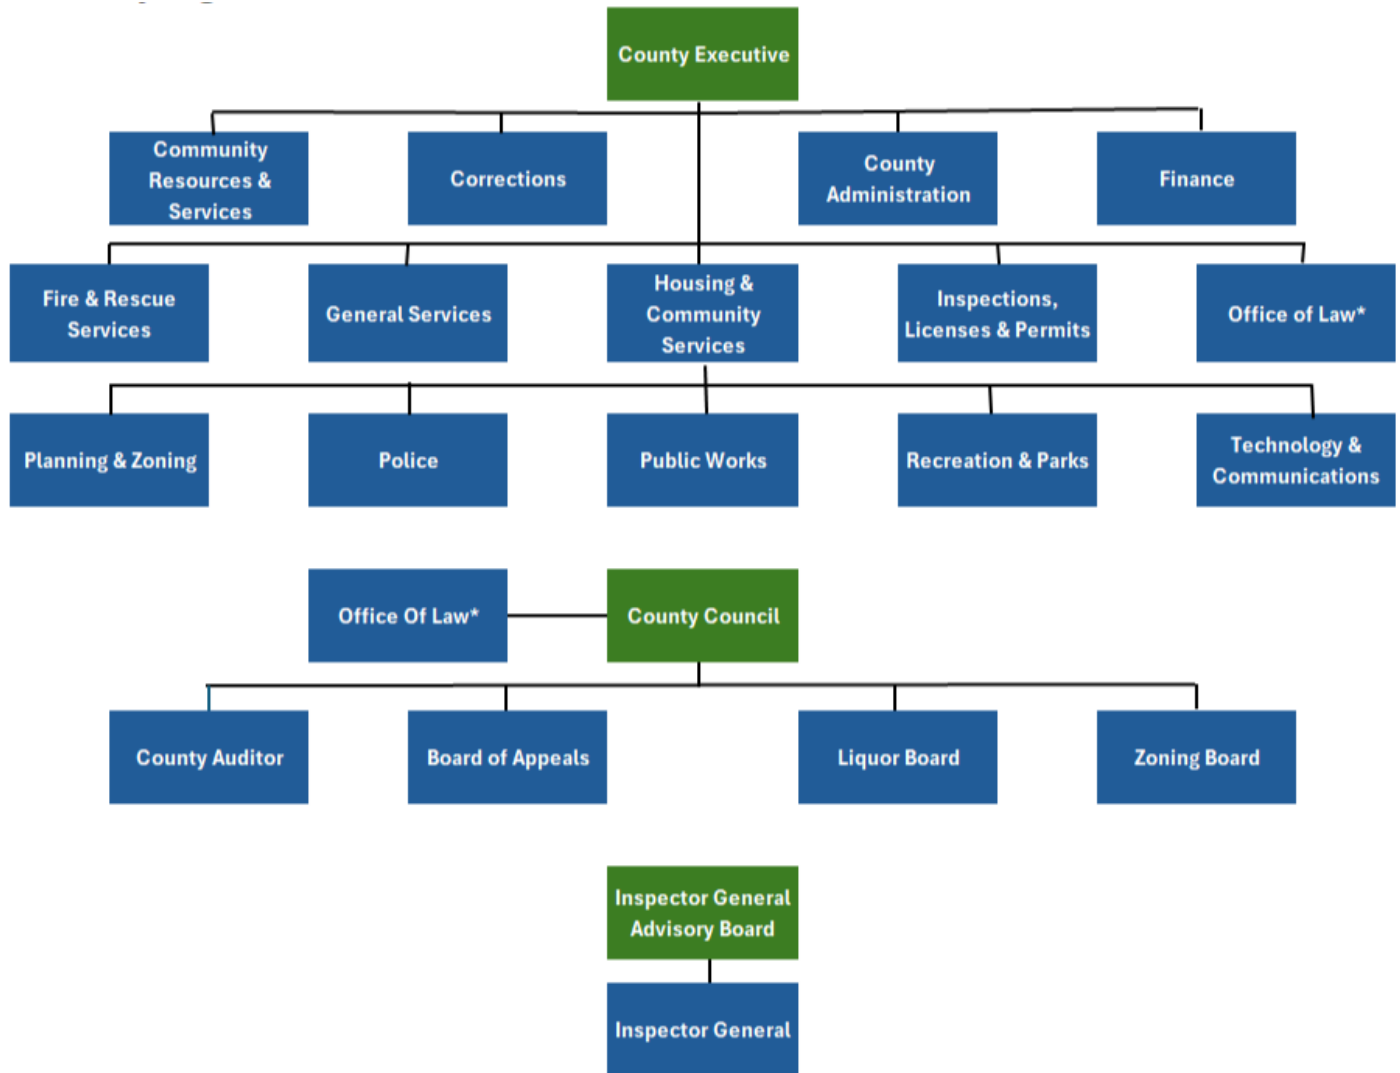 County Executive
Community
Resources &
Services
Corrections
County
Administration
Finance
Fire & Rescue
Services
General Services
Housing &
Community
Services
Inspections,
Licenses & Permits
Office of Law*
Planning & Zoning
Police
Public Works
Recreation & Parks
Technology &
Communications
Office Of Law*
County Council
County Auditor
Board of Appeals
Liquor Board
Zoning Board
Inspector General
Advisory Board
Inspector General